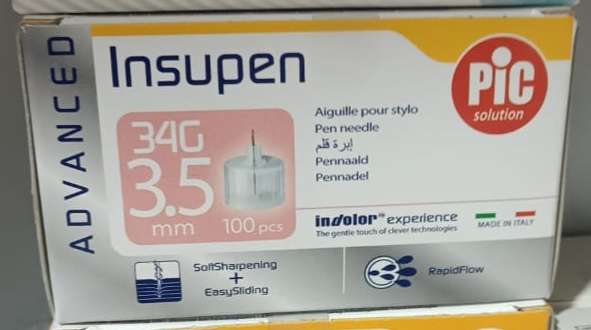 ADVANCED
Insupen
PiC
solution
34G
3.5
mm 100 pcs
Aiguille pour stylo
Pen needle
إبرة قلم
Pennaald
Pennadel
indolor experience
The gentle touch of clever technologies
MADE IN ITALY
SoftSharpening
+
EasySliding
RapidFlow